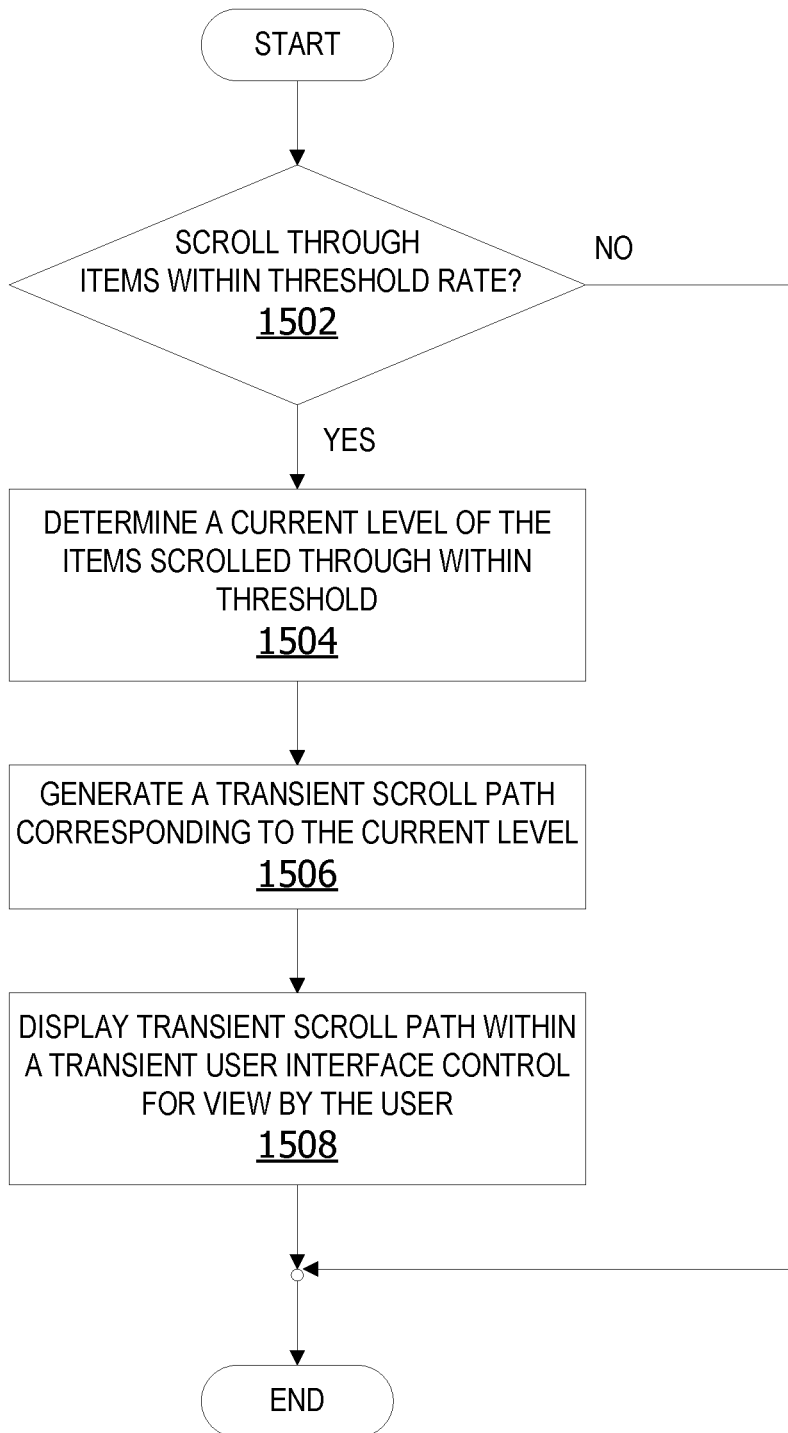 START
SCROLL THROUGH
ITEMS WITHIN THRESHOLD RATE?
1502
NO
YES
DETERMINE A CURRENT LEVEL OF THE
ITEMS SCROLLED THROUGH WITHIN
THRESHOLD
1504
GENERATE A TRANSIENT SCROLL PATH
CORRESPONDING TO THE CURRENT LEVEL
1506
DISPLAY TRANSIENT SCROLL PATH WITHIN
A TRANSIENT USER INTERFACE CONTROL
FOR VIEW BY THE USER
1508
END